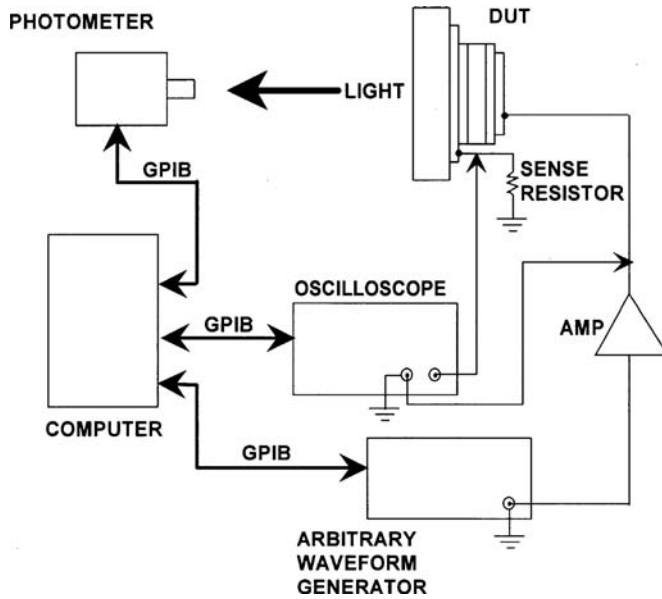 PHOTOMETER
DUT
LIGHT
GPIB
SENSE
RESISTOR
OSCILLOSCOPE
GPIB
AMP
COMPUTER
GPIB
ARBITRARY
WAVEFORM
GENERATOR